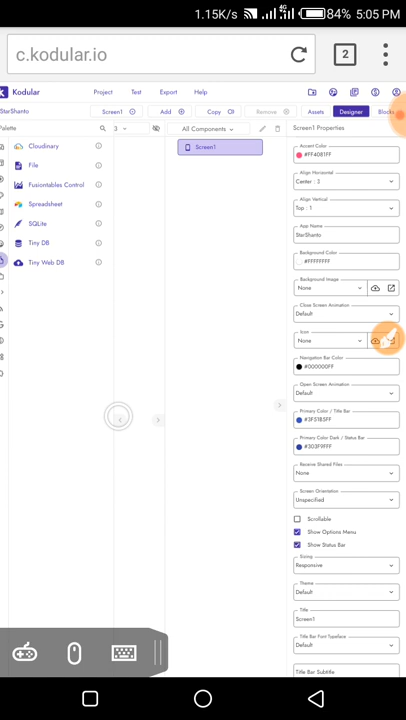 1.15K/s 4G 84% 5:05 PM
c.kodular.io 2
Kodular Project Test Export Help
StarShanto Screen1 Add Copy Remove Assets Designer Blocks
Palette 3 All Components Screen1 Properties
Cloudinary
File
Fusiontables Control
Spreadsheet
SQLite
Tiny DB
Tiny Web DB
Screen1
Accent Color
#FF4081FF
Align Horizontal
Center : 3
Align Vertical
Top : 1
App Name
StarShanto
Background Color
#FFFFFFFF
Background Image
None
Close Screen Animation
Default
Icon
None
Navigation Bar Color
#000000FF
Open Screen Animation
Default
Primary Color / Title Bar
#3F51B5FF
Primary Color Dark / Status Bar
#303F9FFF
Receive Shared Files
None
Screen Orientation
Unspecified
Scrollable
Show Options Menu
Show Status Bar
Sizing
Responsive
Theme
Default
Title
Screen1
Title Bar Font Typeface
Default
Title Bar Subtitle